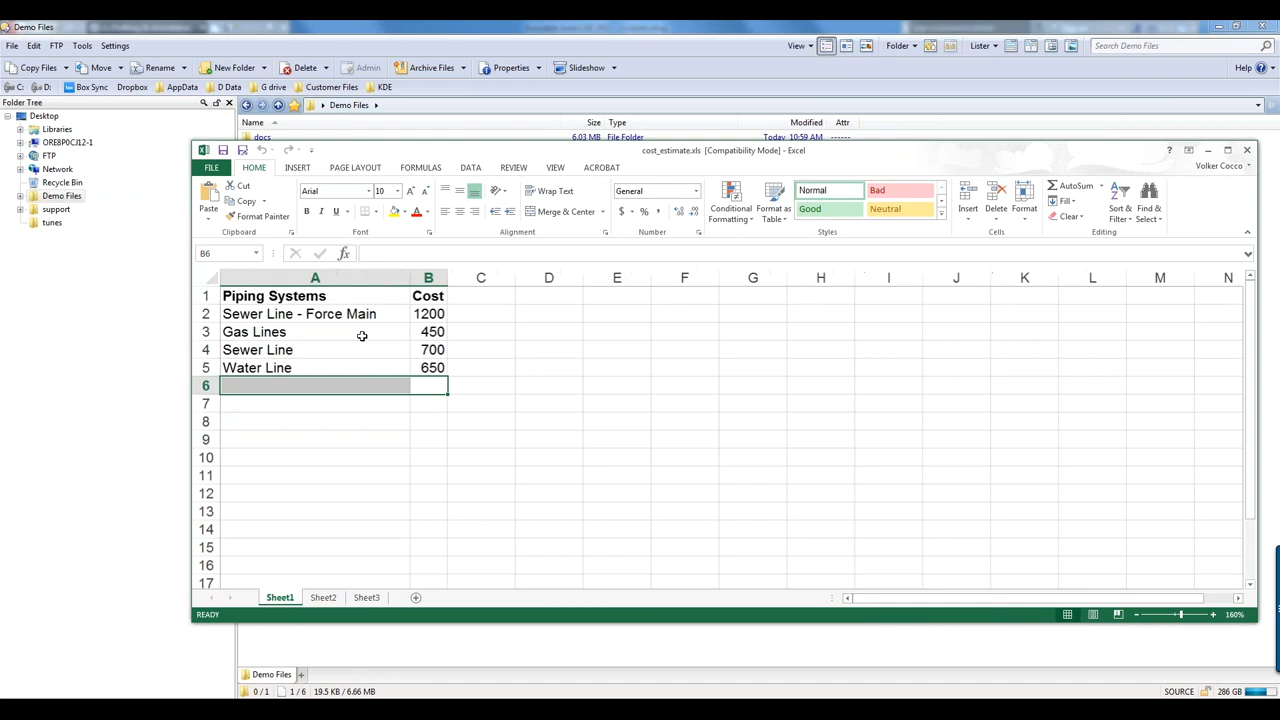 Demo Files
File Edit FTP Tools Settings View Folder Lister Search Demo Files
Copy Files Move Rename New Folder Delete Admin Archive Files Properties Slideshow Help
C: D: Box Sync Dropbox AppData D Data G drive Customer Files KDE
Folder Tree
Demo Files
Desktop
Libraries
ORE8P0CJ12-1
FTP
Network
Recycle Bin
Demo Files
support
tunes
Name Size Type Modified Attr
docs 6.03 MB File Folder Today 10:59 AM ------
cost_estimate.xls [Compatibility Mode] - Excel
FILE HOME INSERT PAGE LAYOUT FORMULAS DATA REVIEW VIEW ACROBAT Volker Cocco
Paste
Cut
Copy
Format Painter
Clipboard
Arial 10
B I U
Font
Wrap Text
Merge & Center
Alignment
General
$ % ,
Number
Conditional
Formatting
Format as
Table
Normal Bad
Good Neutral
Styles
Insert Delete Format
Cells
AutoSum
Fill
Clear
Sort &
Filter
Find &
Select
Editing
B6 fx
A B C D E F G H I J K L M N
1 Piping Systems Cost
2 Sewer Line - Force Main 1200
3 Gas Lines 450
4 Sewer Line 700
5 Water Line 650
6
7
8
9
10
11
12
13
14
15
16
17
Sheet1 Sheet2 Sheet3
READY 160%
Demo Files
0 / 1 1 / 6 19.5 KB / 6.66 MB SOURCE 286 GB